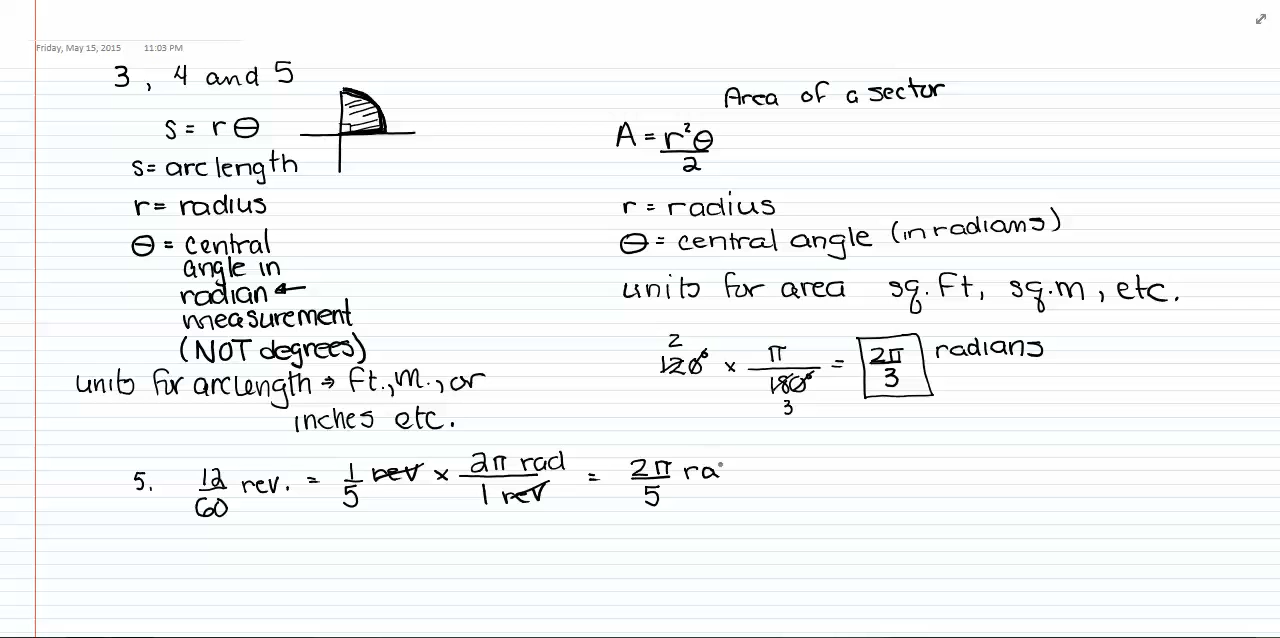 Friday, May 15, 2015 11:03 PM
3, 4 and 5
s = rθ
s = arc length
r = radius
θ = central
angle in
radian ←
measurement
(NOT degrees)
units for arc length → ft., m., or
inches etc.
Area of a sector
A = r²θ
2
r = radius
θ = central angle (in radians)
units for area sq. ft, sq. m, etc.
2
120° × π/180° = 2π/3 radians
3
5. 12/60 rev. = 1/5 rev × 2π rad/1 rev = 2π/5 ra